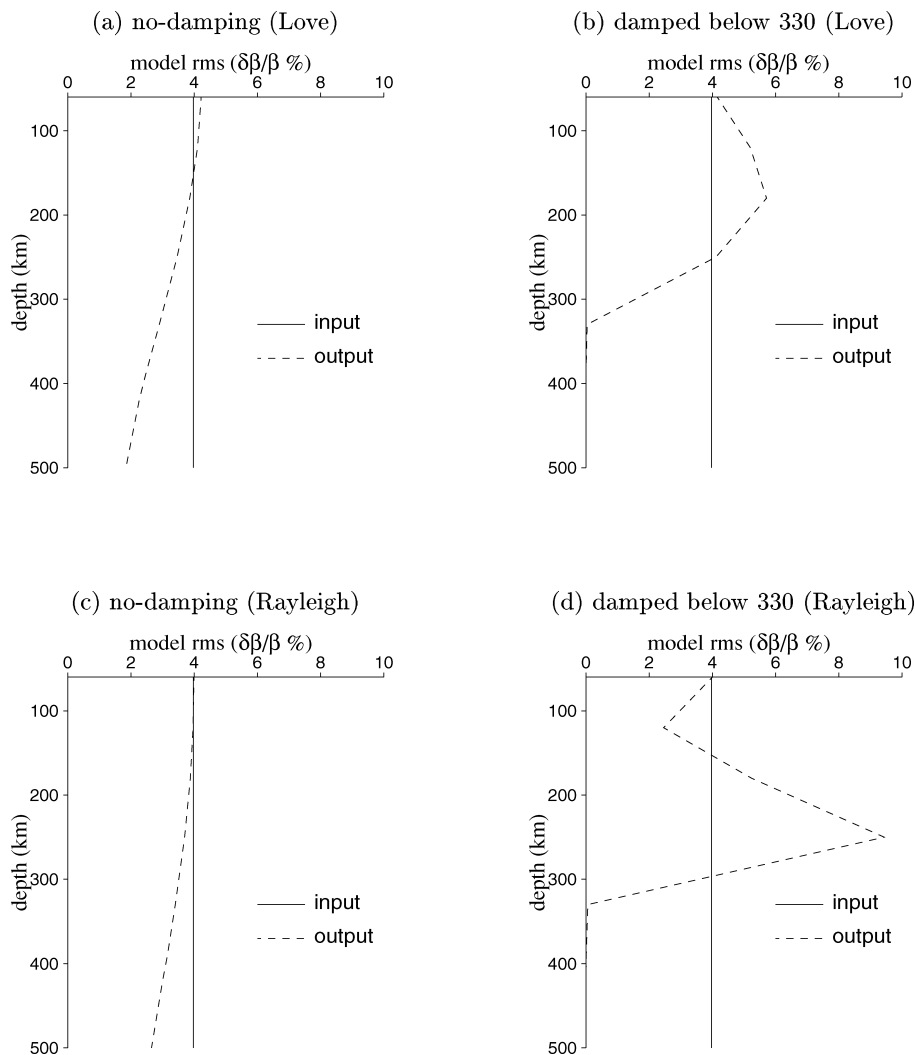 (a) no-damping (Love)
model rms (δβ/β %)
0 2 4 6 8 10
100
200
300
400
500
depth (km)
input
output
(b) damped below 330 (Love)
model rms (δβ/β %)
0 2 4 6 8 10
100
200
300
400
500
depth (km)
input
output
(c) no-damping (Rayleigh)
model rms (δβ/β %)
0 2 4 6 8 10
100
200
300
400
500
depth (km)
input
output
(d) damped below 330 (Rayleigh)
model rms (δβ/β %)
0 2 4 6 8 10
100
200
300
400
500
depth (km)
input
output